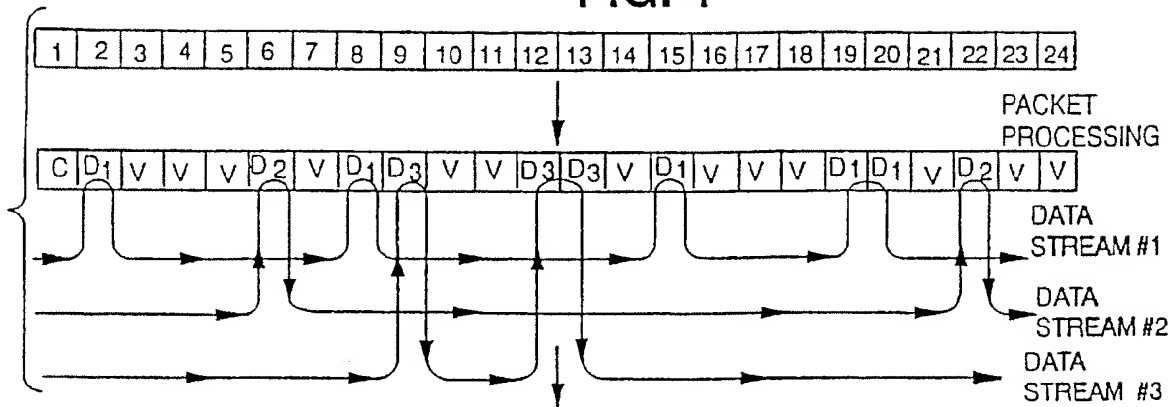 1 2 3 4 5 6 7 8 9 10 11 12 13 14 15 16 17 18 19 20 21 22 23 24
PACKET
PROCESSING
C D1 V V V D2 V D1 D3 V V D3 D3 V D1 V V V D1 D1 V D2 V V
DATA
STREAM #1
DATA
STREAM #2
DATA
STREAM #3